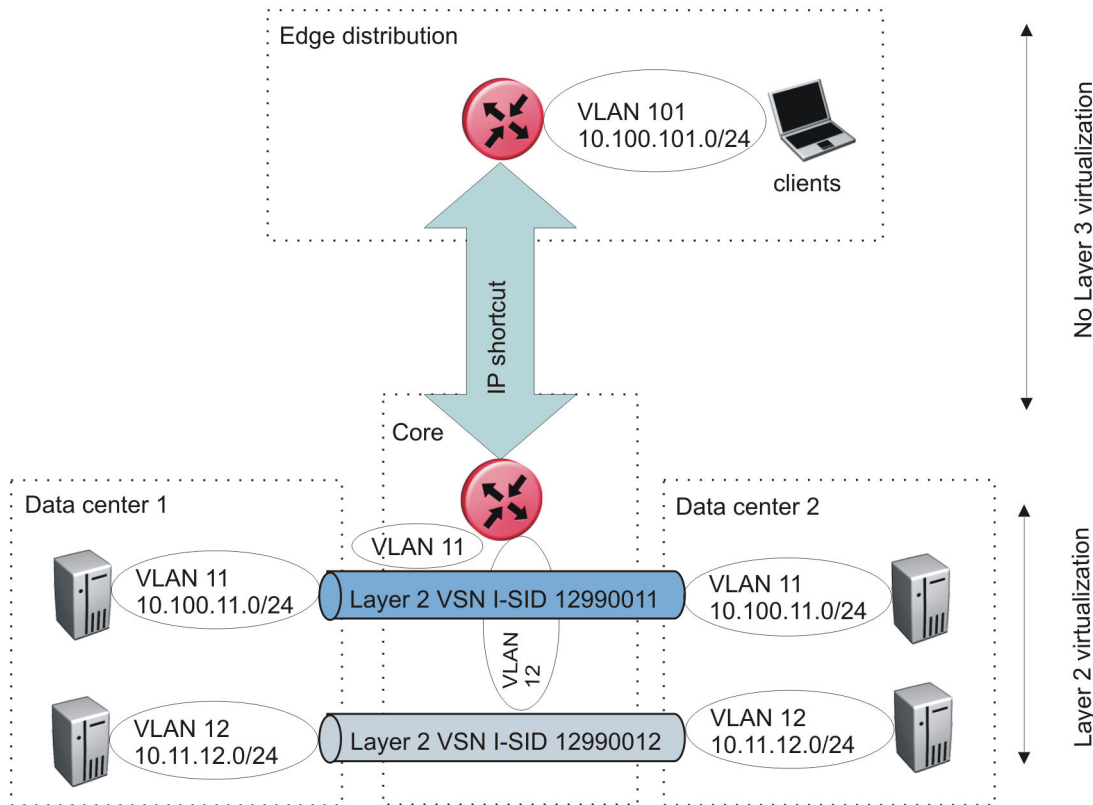 Edge distribution
VLAN 101
10.100.101.0/24
clients
No Layer 3 virtualization
IP shortcut
Core
Data center 1
Data center 2
VLAN 11
VLAN 11
10.100.11.0/24
Layer 2 VSN I-SID 12990011
VLAN 11
10.100.11.0/24
VLAN
12
VLAN 12
10.11.12.0/24
Layer 2 VSN I-SID 12990012
VLAN 12
10.11.12.0/24
Layer 2 virtualization